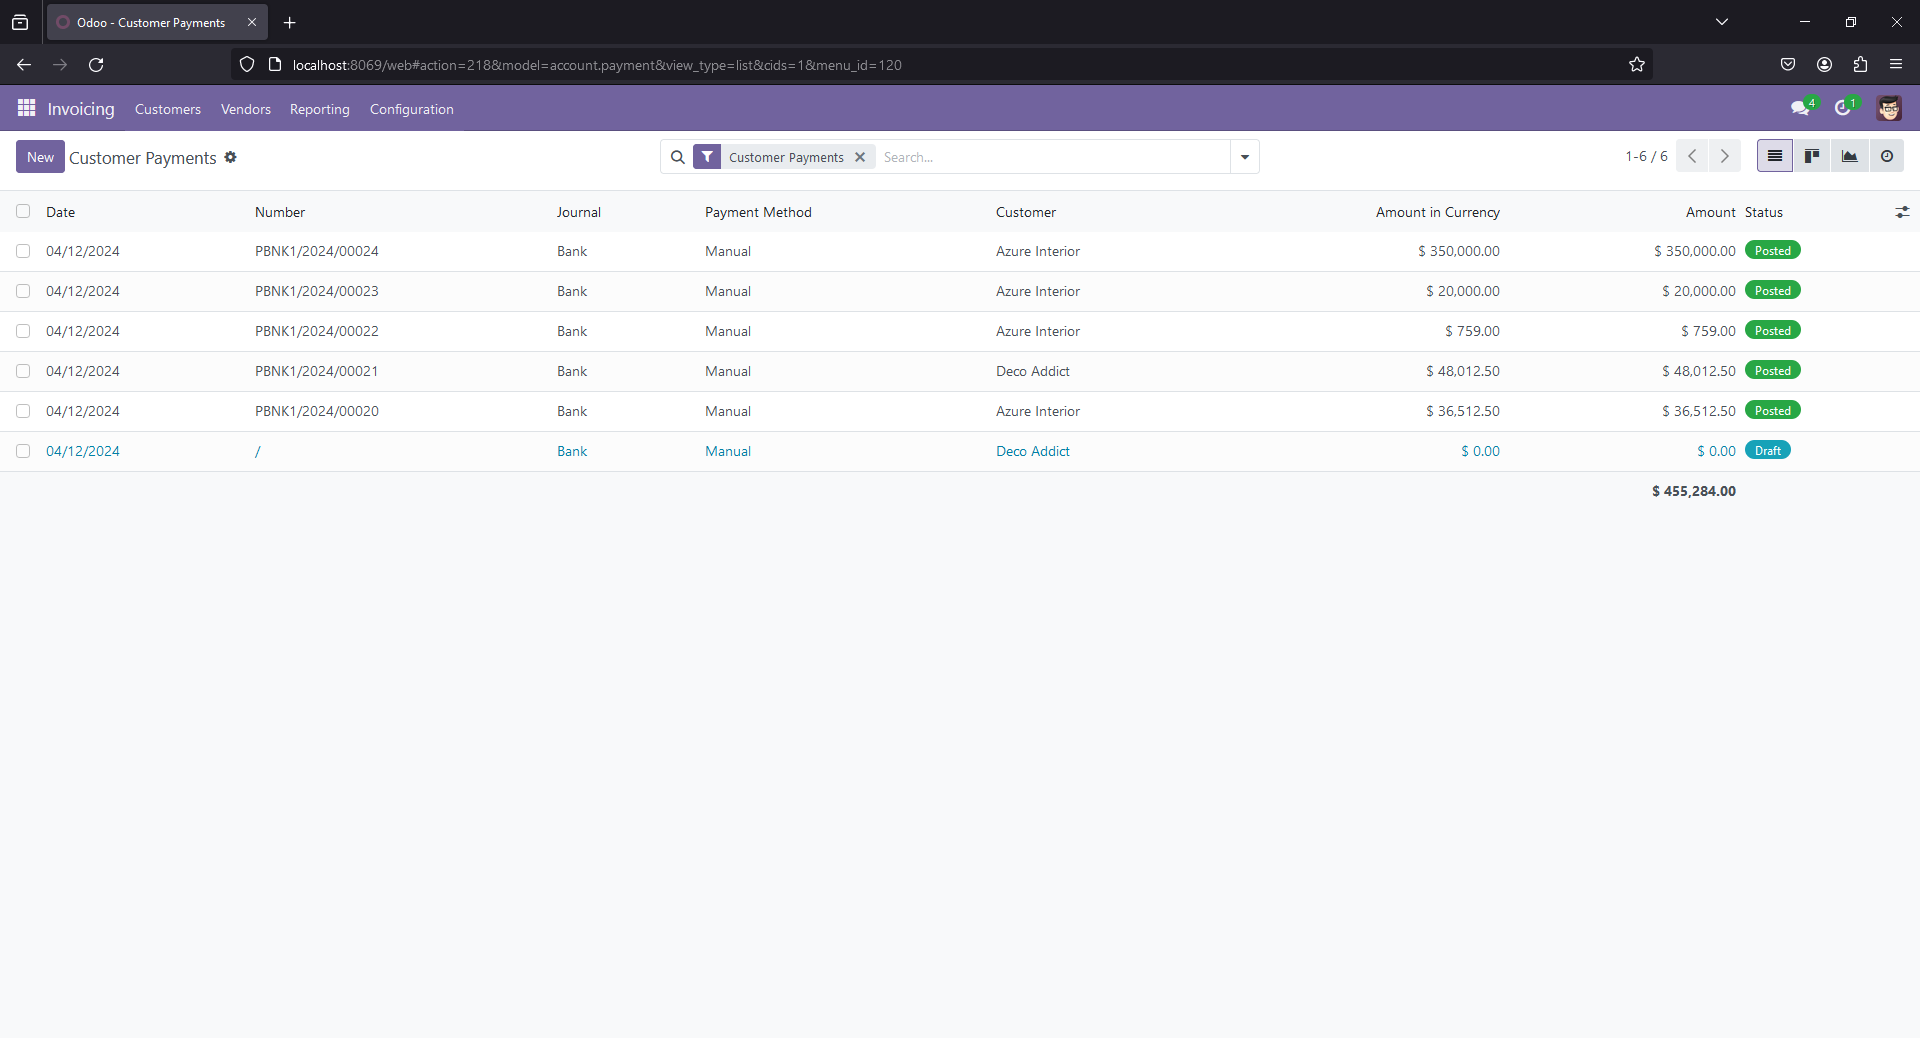 Odoo - Customer Payments
localhost:8069/web#action=218&model=account.payment&view_type=list&cids=1&menu_id=120
Invoicing Customers Vendors Reporting Configuration 4 1
New Customer Payments Customer Payments Search... 1-6 / 6
Date Number Journal Payment Method Customer Amount in Currency Amount Status
04/12/2024 PBNK1/2024/00024 Bank Manual Azure Interior $ 350,000.00 $ 350,000.00 Posted
04/12/2024 PBNK1/2024/00023 Bank Manual Azure Interior $ 20,000.00 $ 20,000.00 Posted
04/12/2024 PBNK1/2024/00022 Bank Manual Azure Interior $ 759.00 $ 759.00 Posted
04/12/2024 PBNK1/2024/00021 Bank Manual Deco Addict $ 48,012.50 $ 48,012.50 Posted
04/12/2024 PBNK1/2024/00020 Bank Manual Azure Interior $ 36,512.50 $ 36,512.50 Posted
04/12/2024 / Bank Manual Deco Addict $ 0.00 $ 0.00 Draft
$ 455,284.00